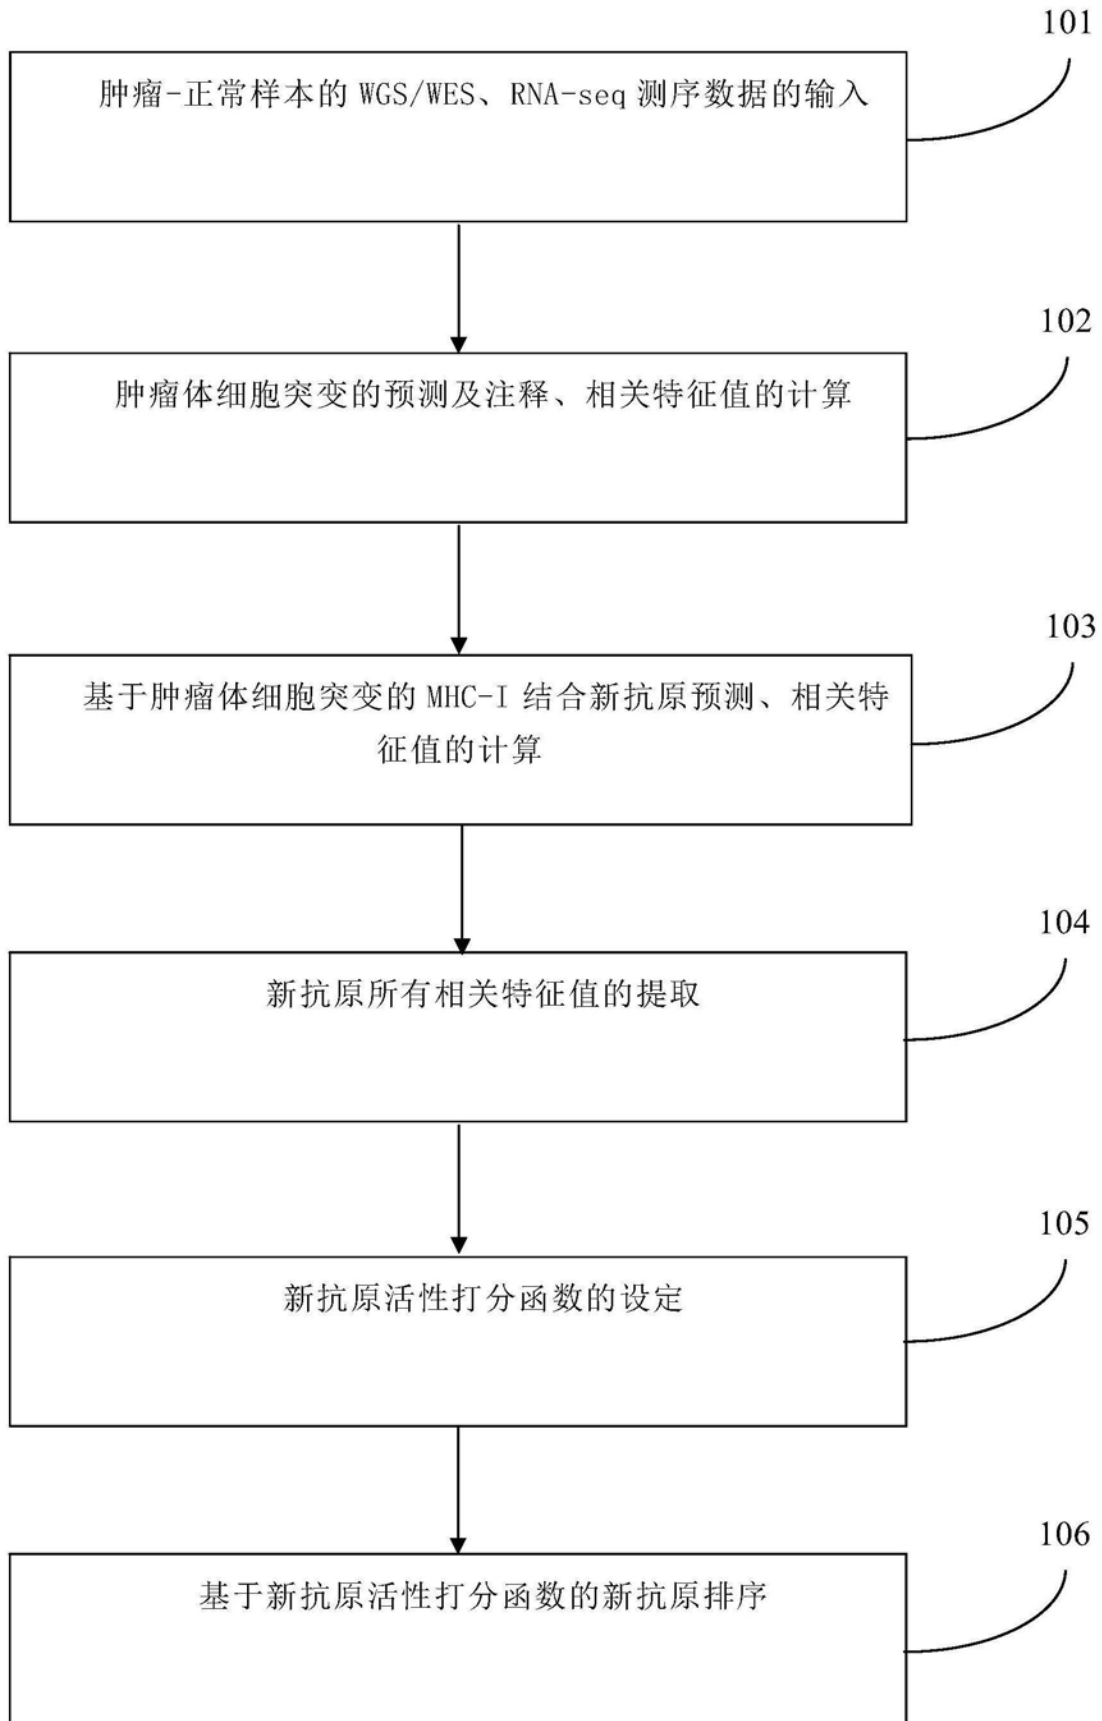 101
肿瘤-正常样本的 WGS/WES、RNA-seq 测序数据的输入
102
肿瘤体细胞突变的预测及注释、相关特征值的计算
103
基于肿瘤体细胞突变的 MHC-I 结合新抗原预测、相关特
征值的计算
104
新抗原所有相关特征值的提取
105
新抗原活性打分函数的设定
106
基于新抗原活性打分函数的新抗原排序